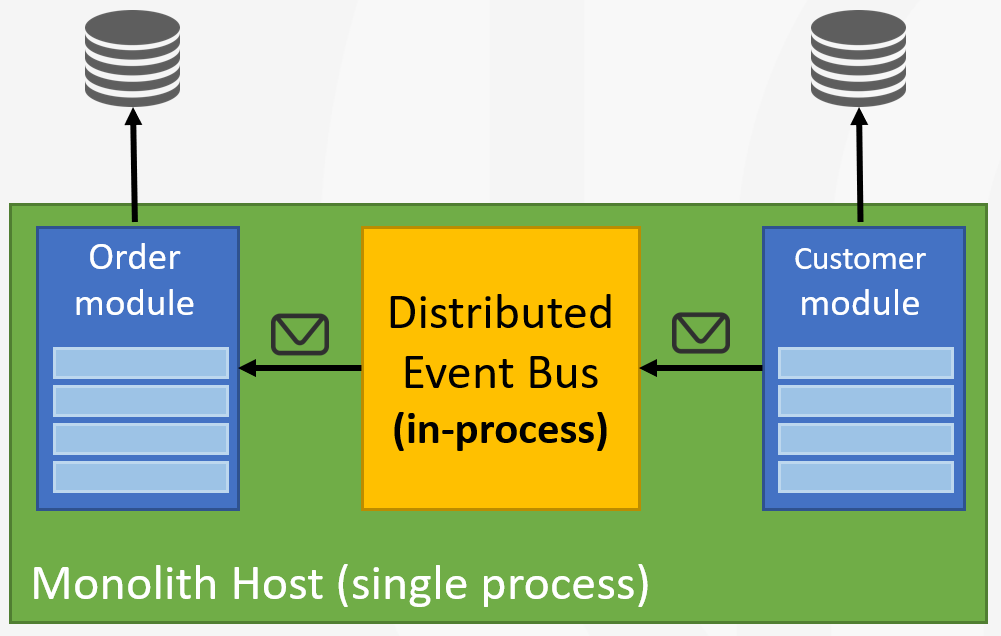 Order
module
Distributed
Event Bus
(in-process)
Customer
module
Monolith Host (single process)